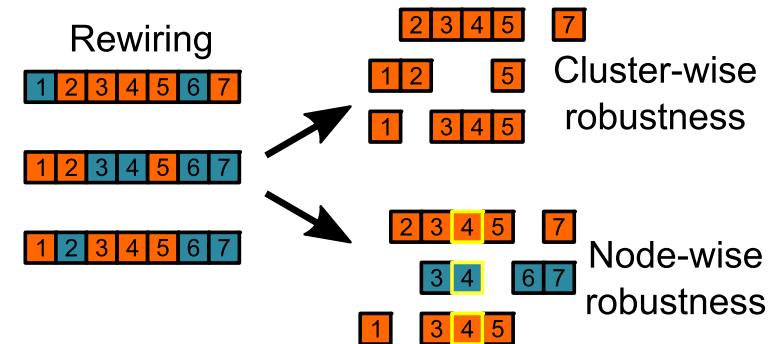 Rewiring
1 2 3 4 5 6 7
1 2 3 4 5 6 7
1 2 3 4 5 6 7
2 3 4 5 7
1 2 5
1 3 4 5
Cluster-wise
robustness
2 3 4 5 7
3 4 6 7
1 3 4 5
Node-wise
robustness